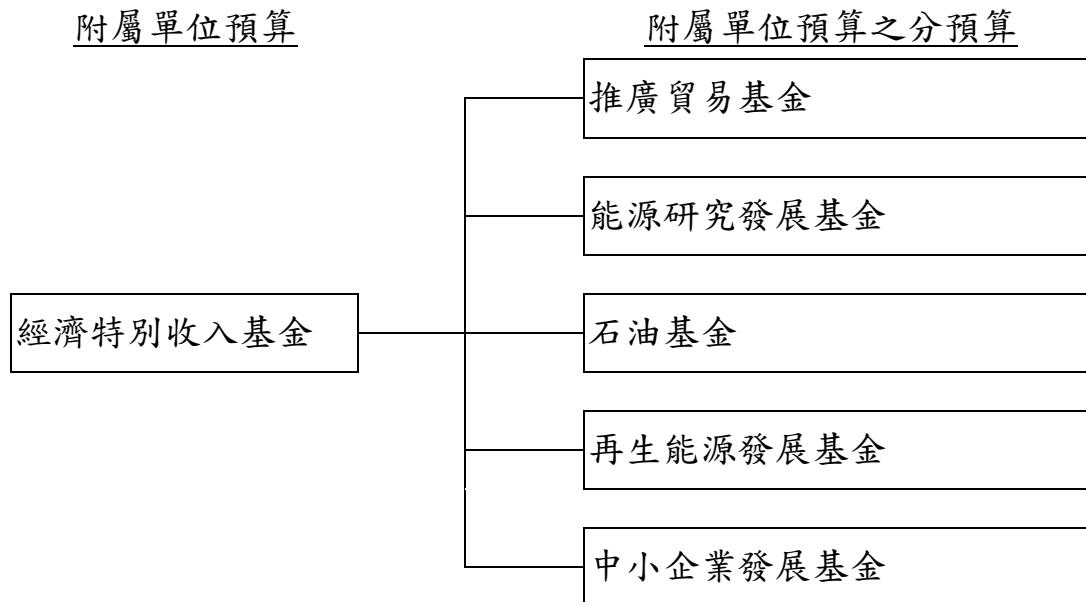 附屬單位預算
附屬單位預算之分預算
推廣貿易基金
能源研究發展基金
經濟特別收入基金
石油基金
再生能源發展基金
中小企業發展基金